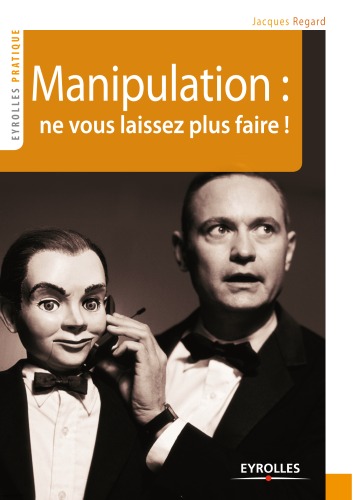 Jacques Regard
EYROLLES PRATIQUE
Manipulation :
ne vous laissez plus faire !
EYROLLES